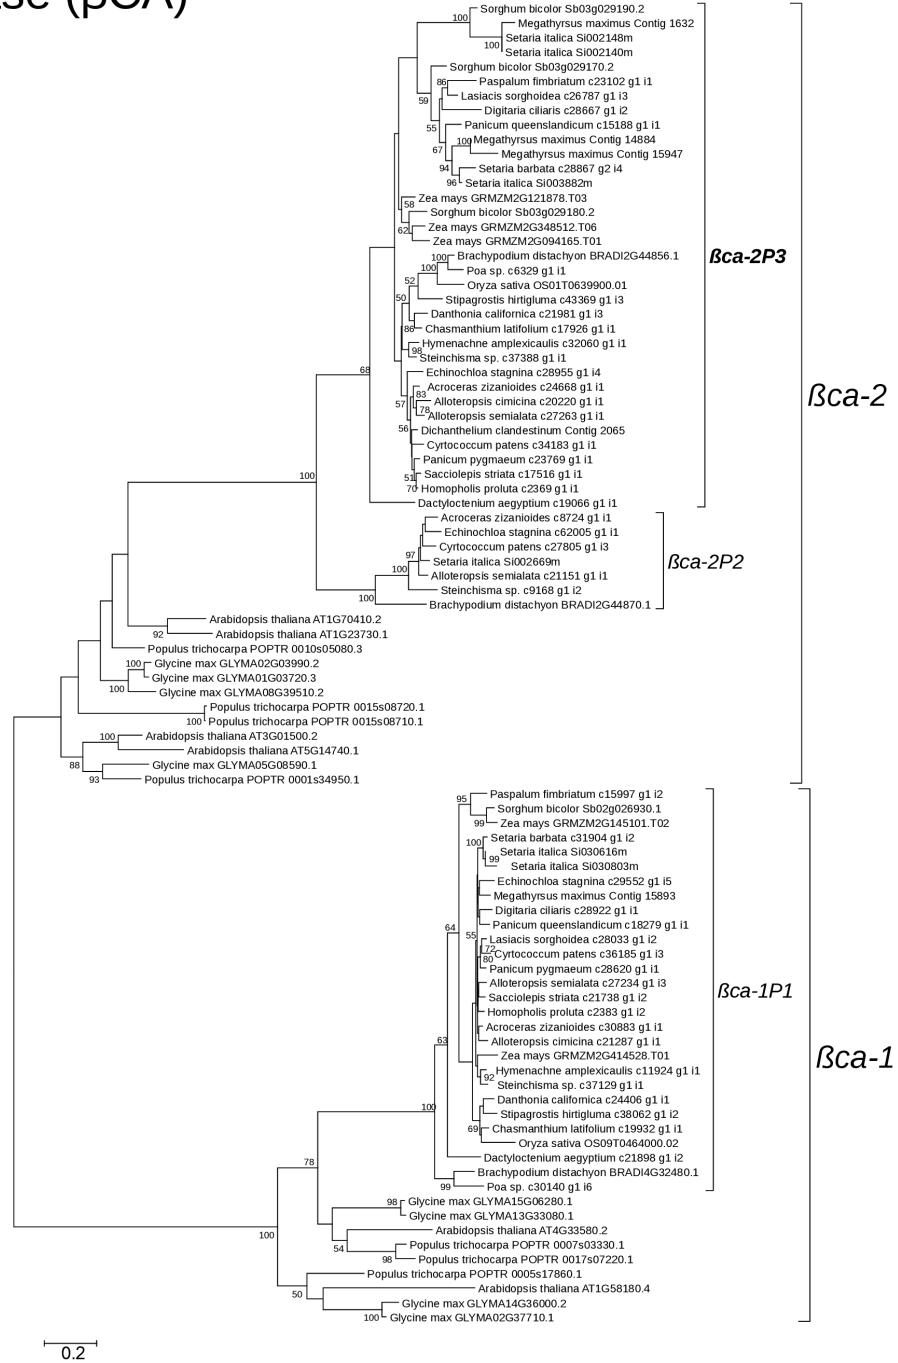 se (pCA)
Sorghum bicolor Sb03g029190.2
100
Megathyrsus maximus Contig 1632
Setaria italica Si002148m
100
Setaria italica Si002140m
Sorghum bicolor Sb03g029170.2
86
Paspalum fimbriatum c23102 g1 i1
Lasiacis sorghoidea c26787 g1 i3
59
Digitaria ciliaris c28667 g1 i2
55
Panicum queenslandicum c15188 g1 i1
100
Megathyrsus maximus Contig 14884
67
Megathyrsus maximus Contig 15947
94
Setaria barbata c28867 g2 i4
96
Setaria italica Si003882m
Zea mays GRMZM2G121878.T03
58
Sorghum bicolor Sb03g029180.2
62
Zea mays GRMZM2G348512.T06
Zea mays GRMZM2G094165.T01
100
Brachypodium distachyon BRADI2G44856.1
ßca-2P3
100
Poa sp. c6329 g1 i1
52
Oryza sativa OS01T0639900.01
50
Stipagrostis hirtigluma c43369 g1 i3
Danthonia californica c21981 g1 i3
86
Chasmanthium latifolium c17926 g1 i1
Hymenachne amplexicaulis c32060 g1 i1
98
Steinchisma sp. c37388 g1 i1
68
Echinochloa stagnina c28955 g1 i4
Acroceras zizanioides c24668 g1 i1
83
ßca-2
57
Alloteropsis cimicina c20220 g1 i1
78
Alloteropsis semialata c27263 g1 i1
56
Dichanthelium clandestinum Contig 2065
Cyrtococcum patens c34183 g1 i1
Panicum pygmaeum c23769 g1 i1
100
51
Sacciolepis striata c17516 g1 i1
70
Homopholis proluta c2369 g1 i1
Dactyloctenium aegyptium c19066 g1 i1
Acroceras zizanioides c8724 g1 i1
Echinochloa stagnina c62005 g1 i1
Cyrtococcum patens c27805 g1 i3
97
Setaria italica Si002669m
ßca-2P2
100
Alloteropsis semialata c21151 g1 i1
Steinchisma sp. c9168 g1 i2
100
Brachypodium distachyon BRADI2G44870.1
Arabidopsis thaliana AT1G70410.2
92
Arabidopsis thaliana AT1G23730.1
Populus trichocarpa POPTR 0010s05080.3
100
Glycine max GLYMA02G03990.2
Glycine max GLYMA01G03720.3
100
Glycine max GLYMA08G39510.2
Populus trichocarpa POPTR 0015s08720.1
100
Populus trichocarpa POPTR 0015s08710.1
100
Arabidopsis thaliana AT3G01500.2
Arabidopsis thaliana AT5G14740.1
88
Glycine max GLYMA05G08590.1
93
Populus trichocarpa POPTR 0001s34950.1
95
Paspalum fimbriatum c15997 g1 i2
Sorghum bicolor Sb02g026930.1
99
Zea mays GRMZM2G145101.T02
100
Setaria barbata c31904 g1 i2
Setaria italica Si030616m
99
Setaria italica Si030803m
Echinochloa stagnina c29552 g1 i5
Megathyrsus maximus Contig 15893
Digitaria ciliaris c28922 g1 i1
64
Panicum queenslandicum c18279 g1 i1
55
Lasiacis sorghoidea c28033 g1 i2
72
Cyrtococcum patens c36185 g1 i3
80
Panicum pygmaeum c28620 g1 i1
Alloteropsis semialata c27234 g1 i3
ßca-1P1
Sacciolepis striata c21738 g1 i2
Homopholis proluta c2383 g1 i2
Acroceras zizanioides c30883 g1 i1
63
Alloteropsis cimicina c21287 g1 i1
Zea mays GRMZM2G414528.T01
ßca-1
Hymenachne amplexicaulis c11924 g1 i1
92
Steinchisma sp. c37129 g1 i1
Danthonia californica c24406 g1 i1
100
Stipagrostis hirtigluma c38062 g1 i2
69
Chasmanthium latifolium c19932 g1 i1
Oryza sativa OS09T0464000.02
78
Dactyloctenium aegyptium c21898 g1 i2
Brachypodium distachyon BRADI4G32480.1
99
Poa sp. c30140 g1 i6
98
Glycine max GLYMA15G06280.1
Glycine max GLYMA13G33080.1
100
Arabidopsis thaliana AT4G33580.2
54
Populus trichocarpa POPTR 0007s03330.1
98
Populus trichocarpa POPTR 0017s07220.1
Populus trichocarpa POPTR 0005s17860.1
50
Arabidopsis thaliana AT1G58180.4
Glycine max GLYMA14G36000.2
100
Glycine max GLYMA02G37710.1
0.2